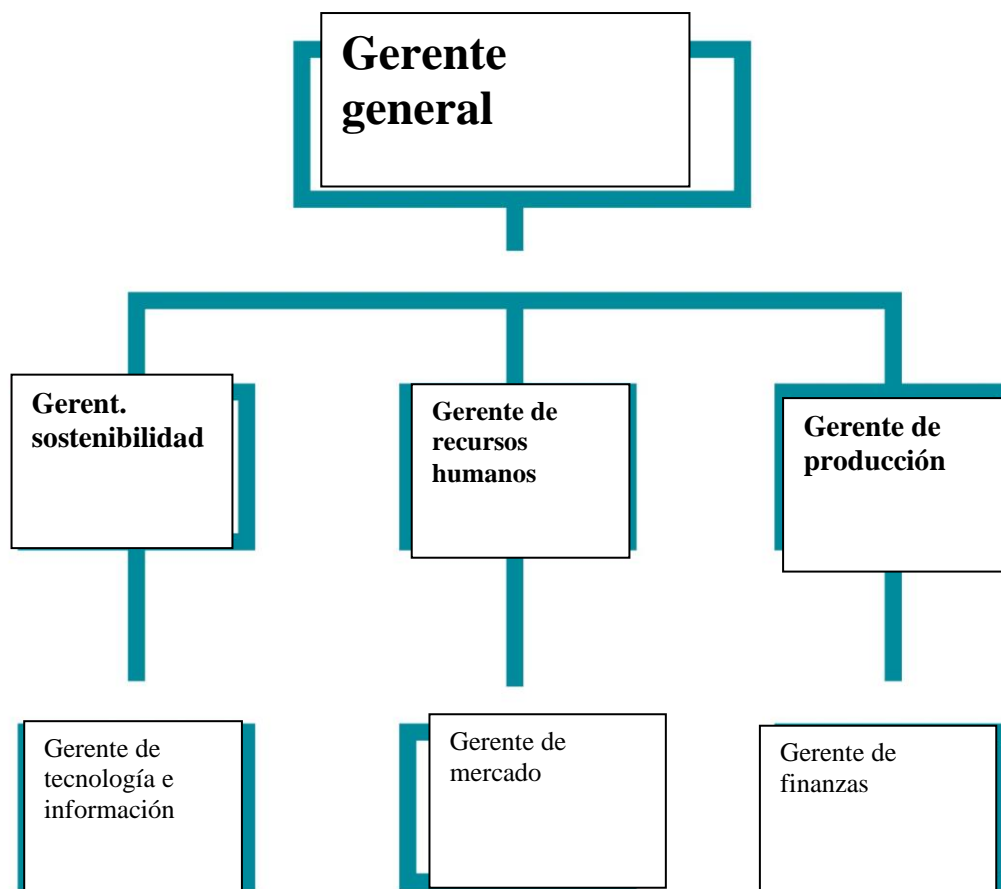 Gerente
general
Gerent.
sostenibilidad
Gerente de
recursos
humanos
Gerente de
producción
Gerente de
tecnología e
información
Gerente de
mercado
Gerente de
finanzas